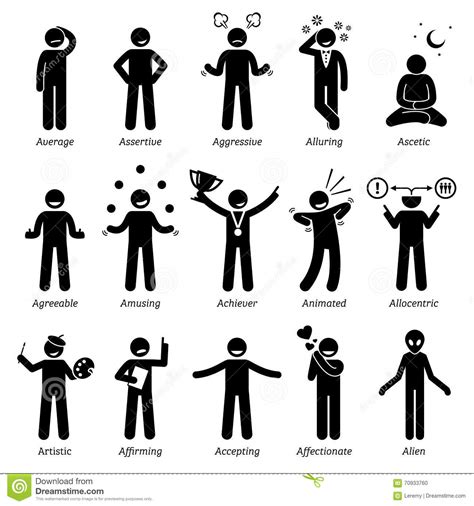 Average Assertive Aggressive Alluring Ascetic
Agreeable Amusing Achiever Animated Allocentric
Artistic Affirming Accepting Affectionate Alien
Download from
Dreamstime.com
This watermarked comp image is for previewing purposes only.
70933760
Leremy | Dreamstime.com